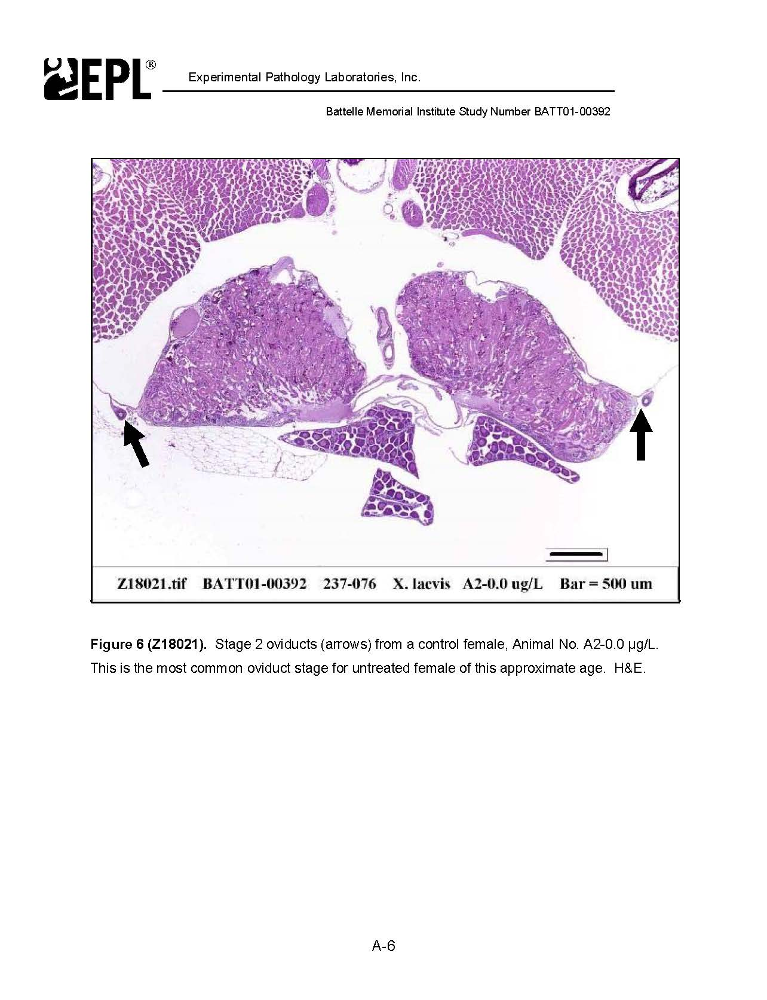 EPL®
Experimental Pathology Laboratories, Inc.
Battelle Memorial Institute Study Number BATT01-00392
Z18021.tif BATT01-00392 237-076 X. laevis A2-0.0 ug/L Bar = 500 um
Figure 6 (Z18021). Stage 2 oviducts (arrows) from a control female, Animal No. A2-0.0 µg/L.
This is the most common oviduct stage for untreated female of this approximate age. H&E.
A-6